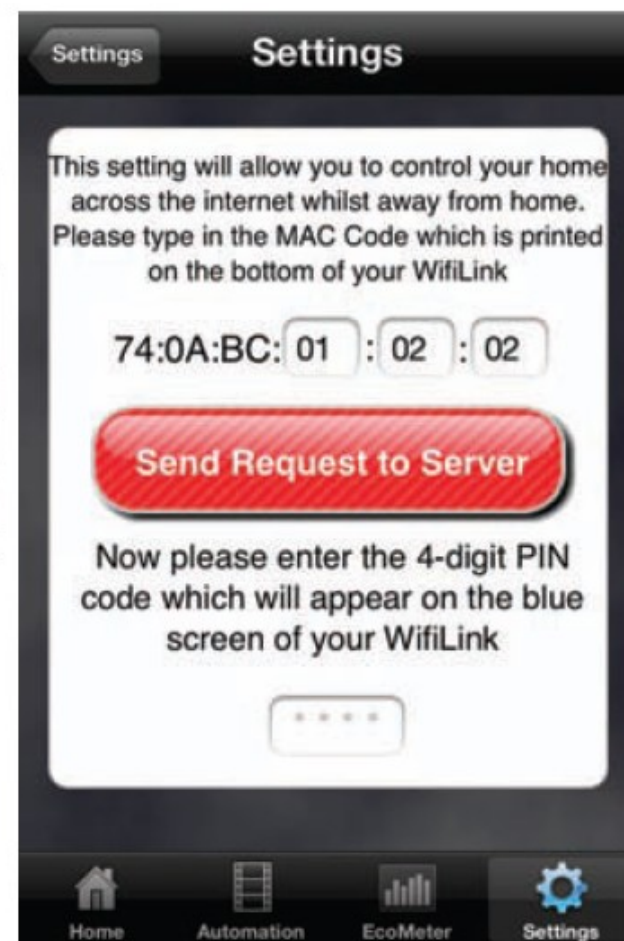 Settings
Settings
This setting will allow you to control your home
across the internet whilst away from home.
Please type in the MAC Code which is printed
on the bottom of your WifiLink
74:0A:BC: 01 : 02 : 02
Send Request to Server
Now please enter the 4-digit PIN
code which will appear on the blue
screen of your WifiLink
* * * *
Home Automation EcoMeter Settings